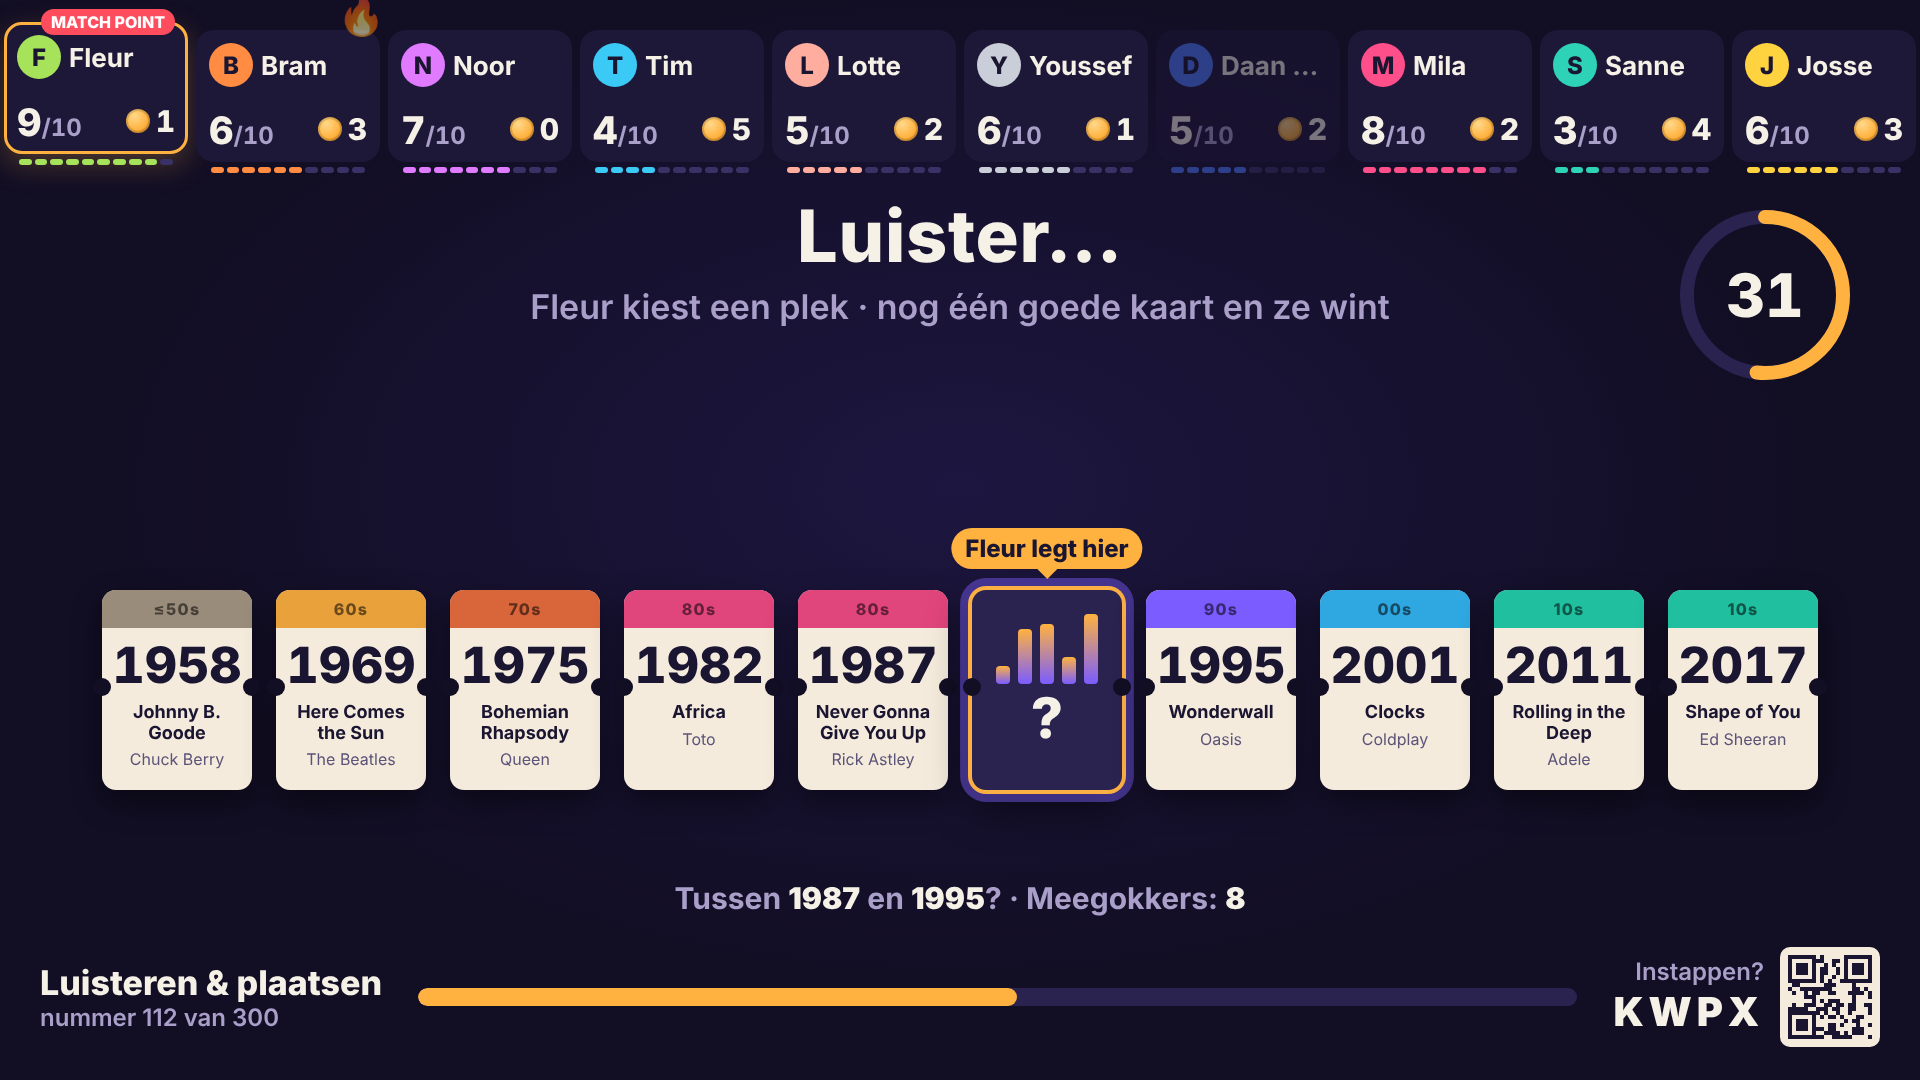 MATCH POINT
F Fleur
9/10 1
B Bram
6/10 3
N Noor
7/10 0
T Tim
4/10 5
L Lotte
5/10 2
Y Youssef
6/10 1
D Daan ...
5/10 2
M Mila
8/10 2
S Sanne
3/10 4
J Josse
6/10 3
Luister...
Fleur kiest een plek · nog één goede kaart en ze wint
31
Fleur legt hier
≤50s
1958
Johnny B.
Goode
Chuck Berry
60s
1969
Here Comes
the Sun
The Beatles
70s
1975
Bohemian
Rhapsody
Queen
80s
1982
Africa
Toto
80s
1987
Never Gonna
Give You Up
Rick Astley
?
90s
1995
Wonderwall
Oasis
00s
2001
Clocks
Coldplay
10s
2011
Rolling in the
Deep
Adele
10s
2017
Shape of You
Ed Sheeran
Tussen 1987 en 1995? · Meegokkers: 8
Luisteren & plaatsen
nummer 112 van 300
Instappen?
KWPX